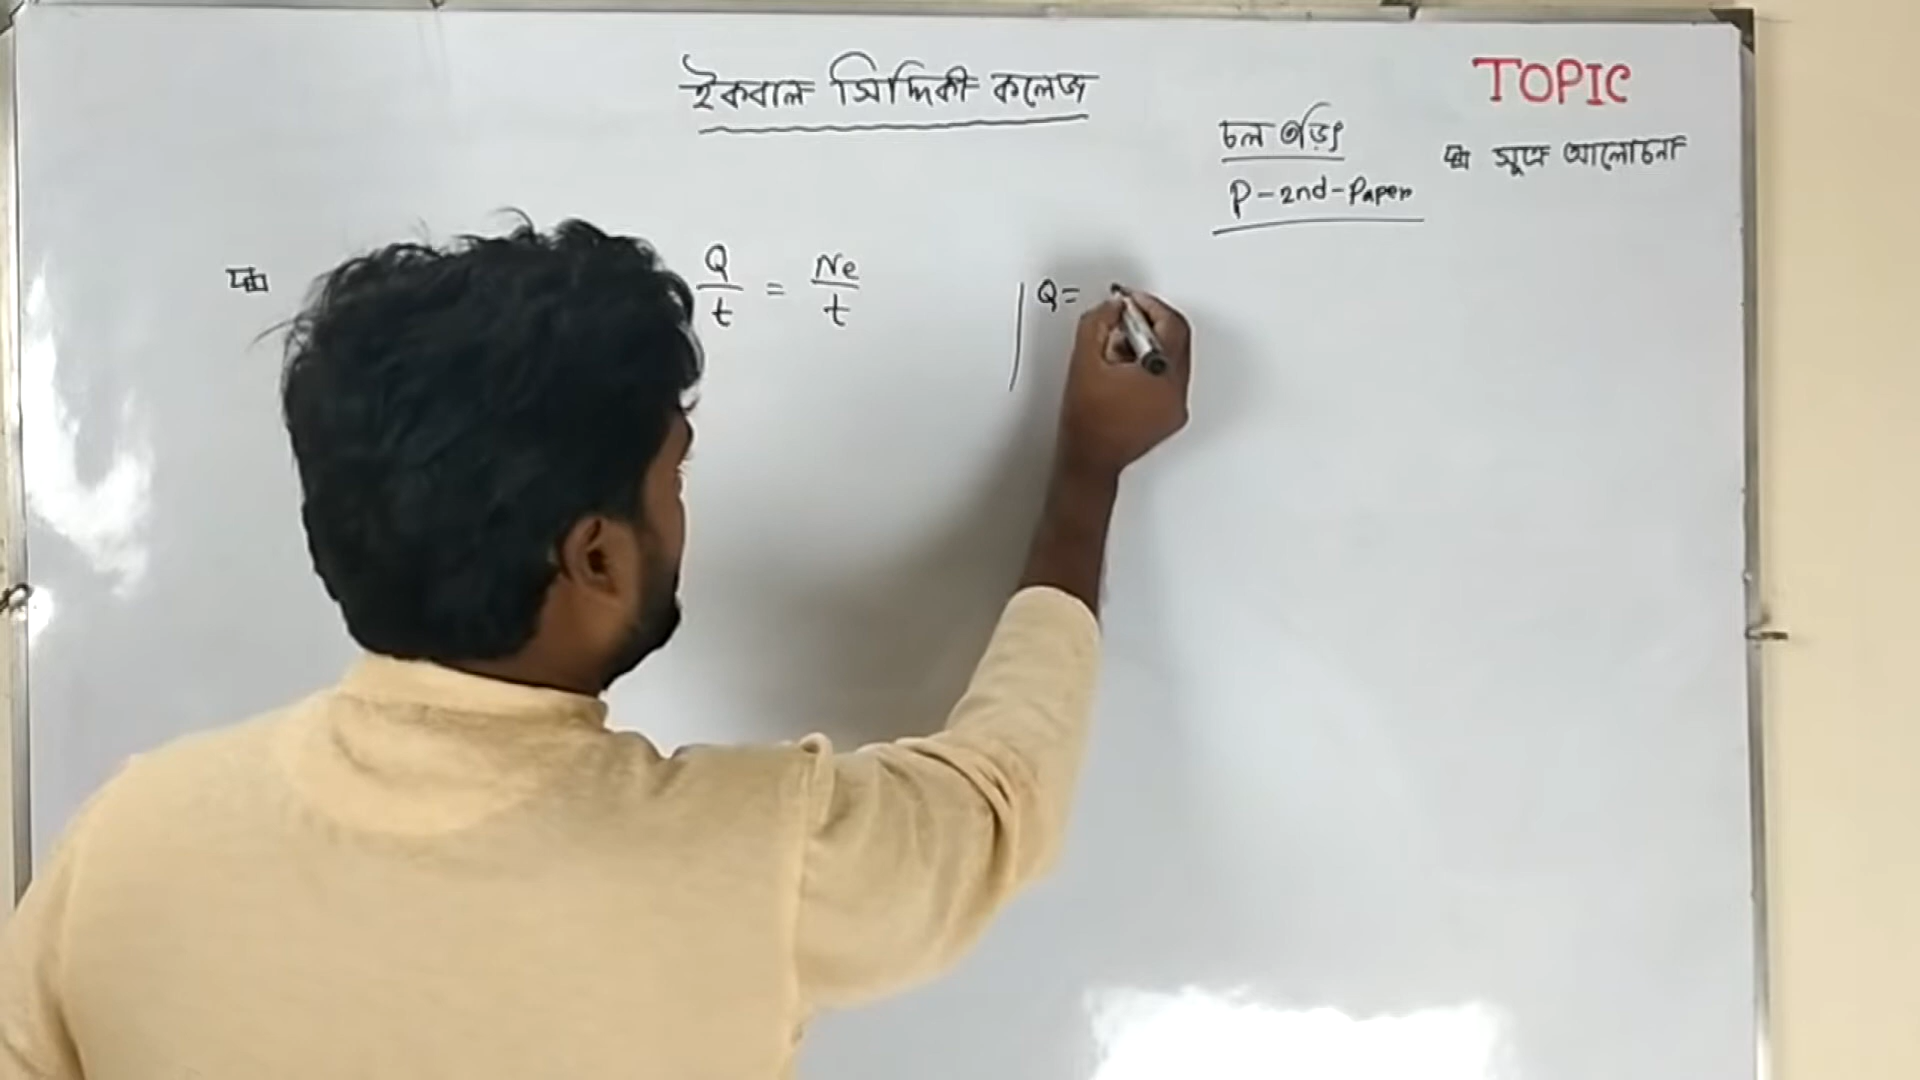 ইকবাল সিদ্দিকী কলেজ
TOPIC
চল তড়িৎ
P-2nd-Paper
সূত্র আলোচনা
Q/t = Ne/t
Q=